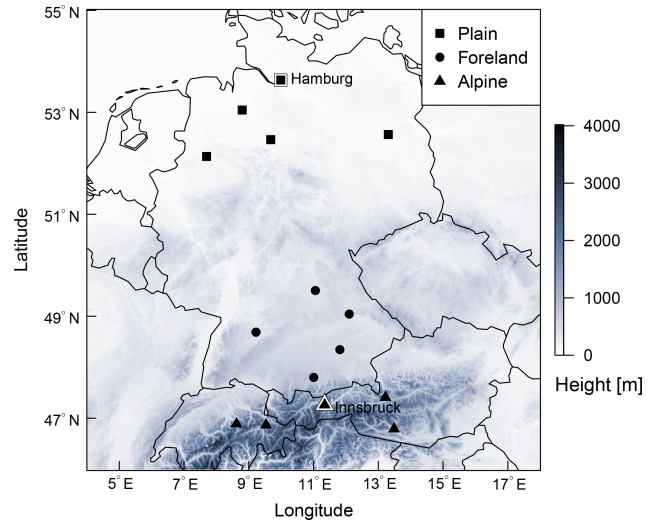 55° N
53° N
51° N
49° N
47° N
Latitude
Plain
Foreland
Alpine
Hamburg
Innsbruck
4000
3000
2000
1000
0
Height [m]
5° E
7° E
9° E
11° E
13° E
15° E
17° E
Longitude